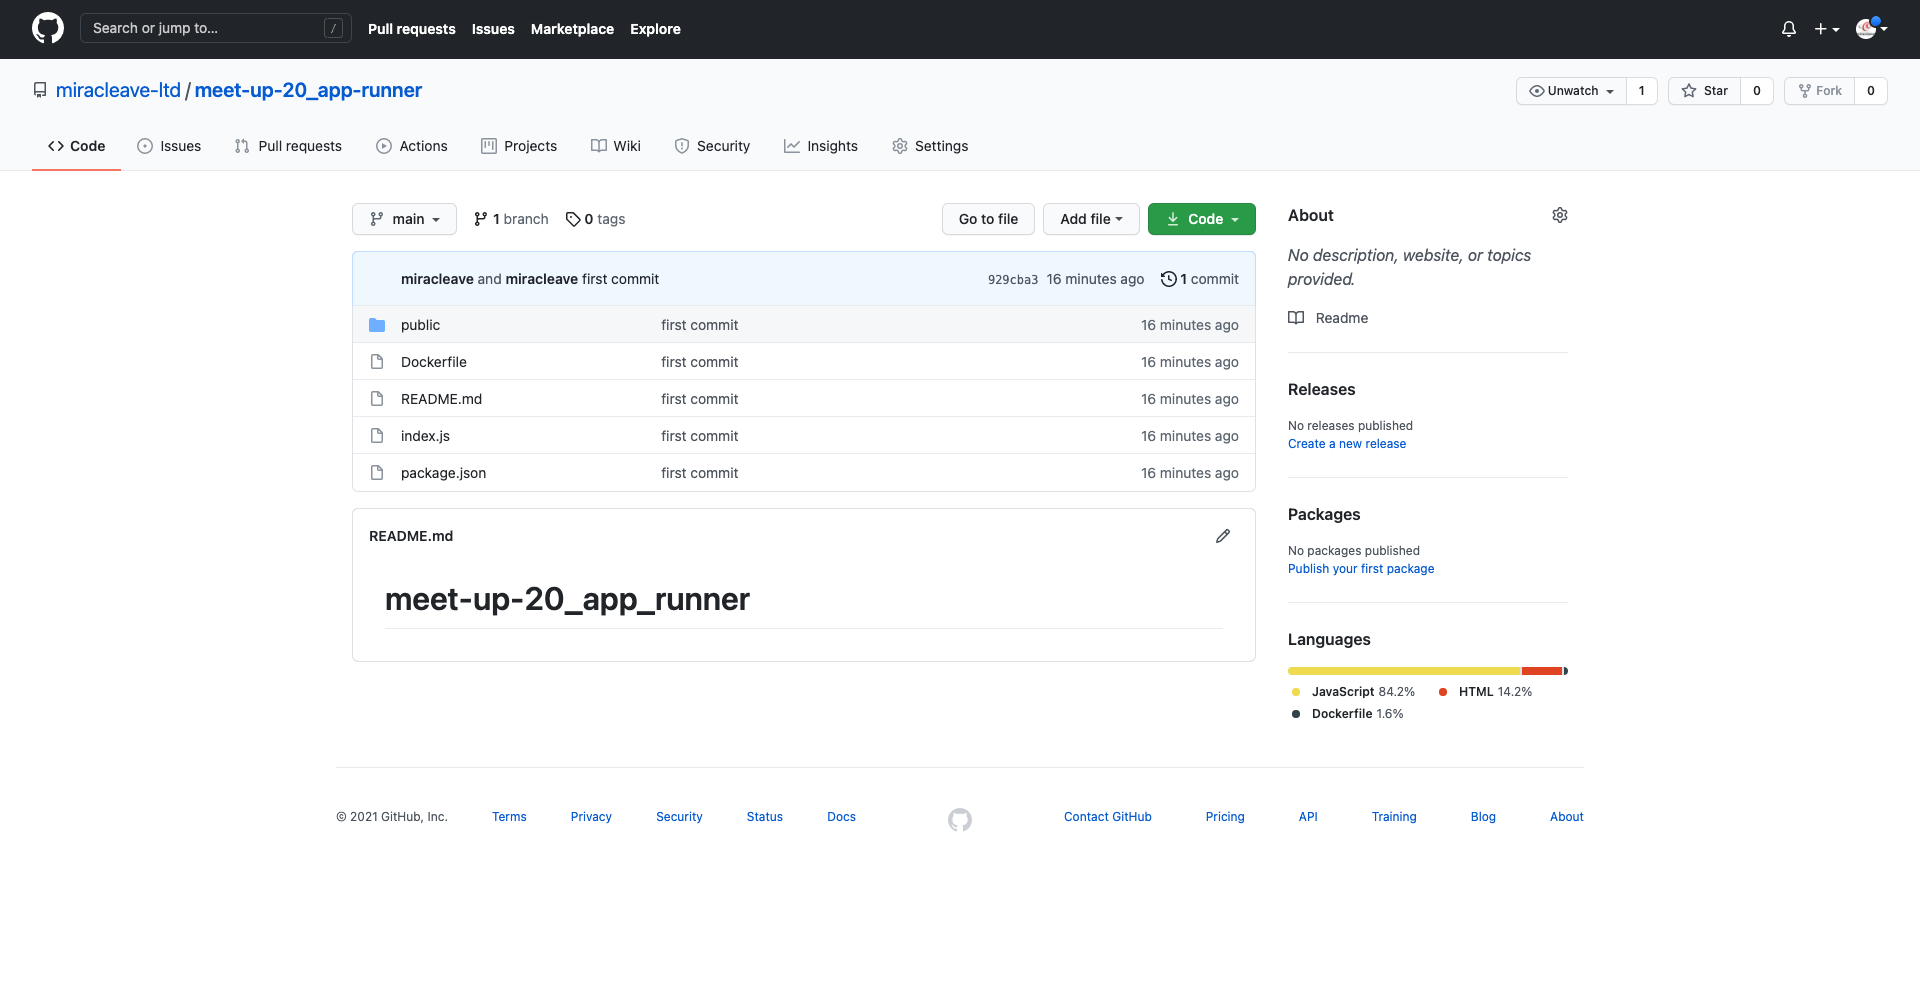 Search or jump to... / Pull requests Issues Marketplace Explore
miracleave-ltd / meet-up-20_app-runner Unwatch 1 Star 0 Fork 0
Code Issues Pull requests Actions Projects Wiki Security Insights Settings
main 1 branch 0 tags Go to file Add file Code
miracleave and miracleave first commit 929cba3 16 minutes ago 1 commit
public first commit 16 minutes ago
Dockerfile first commit 16 minutes ago
README.md first commit 16 minutes ago
index.js first commit 16 minutes ago
package.json first commit 16 minutes ago
README.md
meet-up-20_app_runner
About
No description, website, or topics
provided.
Readme
Releases
No releases published
Create a new release
Packages
No packages published
Publish your first package
Languages
JavaScript 84.2% HTML 14.2%
Dockerfile 1.6%
© 2021 GitHub, Inc. Terms Privacy Security Status Docs Contact GitHub Pricing API Training Blog About